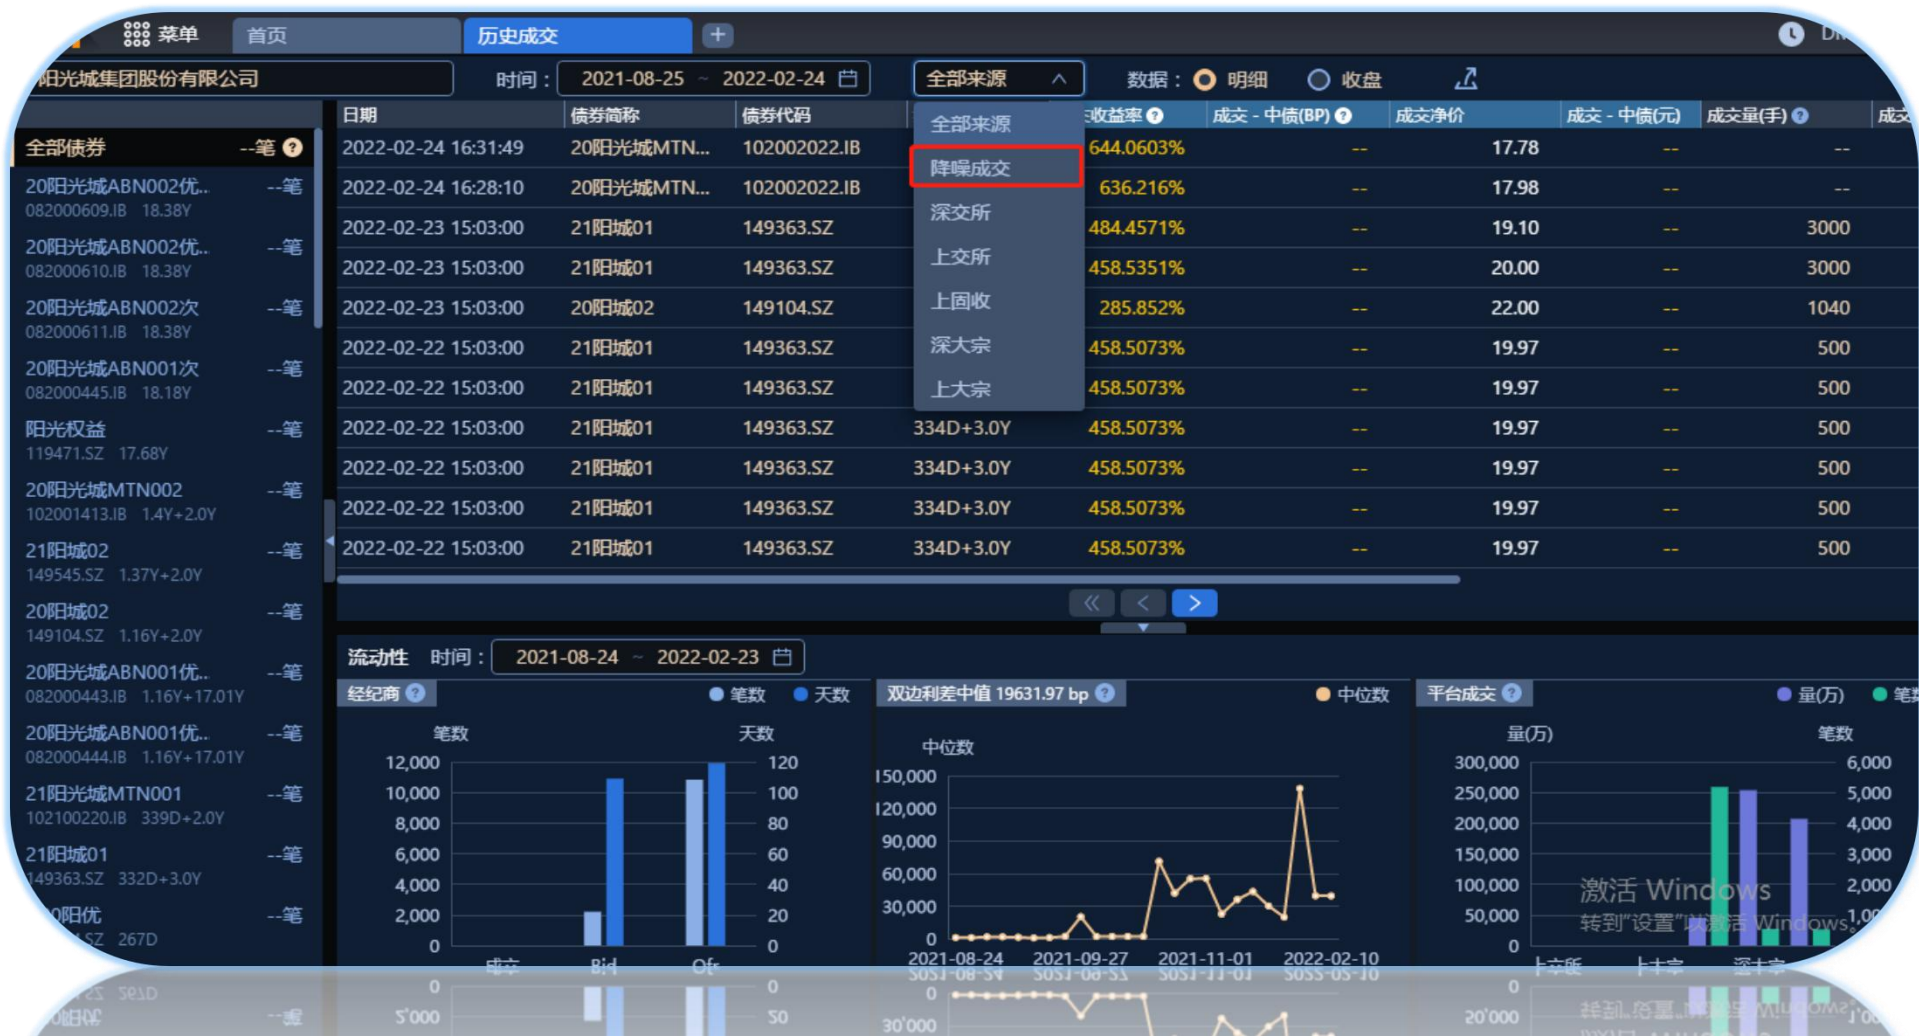 菜单 首页 历史成交 +
阳光城集团股份有限公司 时间： 2021-08-25 ~ 2022-02-24 全部来源 数据： 明细 收盘
日期 债券简称 债券代码 收益率 成交 - 中债(BP) 成交净价 成交 - 中债(元) 成交量(手) 成交
全部来源
降噪成交
深交所
上交所
上固收
深大宗
上大宗
全部债券 --笔
20阳光城ABN002优... --笔
082000609.IB 18.38Y
20阳光城ABN002优... --笔
082000610.IB 18.38Y
20阳光城ABN002次 --笔
082000611.IB 18.38Y
20阳光城ABN001次 --笔
082000445.IB 18.18Y
阳光权益 --笔
119471.SZ 17.68Y
20阳光城MTN002 --笔
102001413.IB 1.4Y+2.0Y
21阳城02 --笔
149545.SZ 1.37Y+2.0Y
20阳城02 --笔
149104.SZ 1.16Y+2.0Y
20阳光城ABN001优... --笔
082000443.IB 1.16Y+17.01Y
20阳光城ABN001优... --笔
082000444.IB 1.16Y+17.01Y
21阳光城MTN001 --笔
102100220.IB 339D+2.0Y
21阳城01 --笔
149363.SZ 332D+3.0Y
阳优 --笔
.SZ 267D
2022-02-24 16:31:49 20阳光城MTN... 102002022.IB 644.0603% -- 17.78 -- --
2022-02-24 16:28:10 20阳光城MTN... 102002022.IB 636.216% -- 17.98 -- --
2022-02-23 15:03:00 21阳城01 149363.SZ 484.4571% -- 19.10 -- 3000
2022-02-23 15:03:00 21阳城01 149363.SZ 458.5351% -- 20.00 -- 3000
2022-02-23 15:03:00 20阳城02 149104.SZ 285.852% -- 22.00 -- 1040
2022-02-22 15:03:00 21阳城01 149363.SZ 458.5073% -- 19.97 -- 500
2022-02-22 15:03:00 21阳城01 149363.SZ 458.5073% -- 19.97 -- 500
2022-02-22 15:03:00 21阳城01 149363.SZ 334D+3.0Y 458.5073% -- 19.97 -- 500
2022-02-22 15:03:00 21阳城01 149363.SZ 334D+3.0Y 458.5073% -- 19.97 -- 500
2022-02-22 15:03:00 21阳城01 149363.SZ 334D+3.0Y 458.5073% -- 19.97 -- 500
2022-02-22 15:03:00 21阳城01 149363.SZ 334D+3.0Y 458.5073% -- 19.97 -- 500
流动性 时间： 2021-08-24 ~ 2022-02-23
经纪商 笔数 天数
笔数 天数
12,000 120
10,000 100
8,000 80
6,000 60
4,000 40
2,000 20
0 0
成交 Bid Ofr
双边利差中值 19631.97 bp 中位数
中位数
150,000
120,000
90,000
60,000
30,000
0
2021-08-24 2021-09-27 2021-11-01 2022-02-10
平台成交 量(万) 笔数
量(万) 笔数
300,000 6,000
250,000 5,000
200,000 4,000
150,000 3,000
100,000 2,000
50,000
0
上交所 上大宗 深大宗
激活 Windows
转到"设置"以激活 Windows。